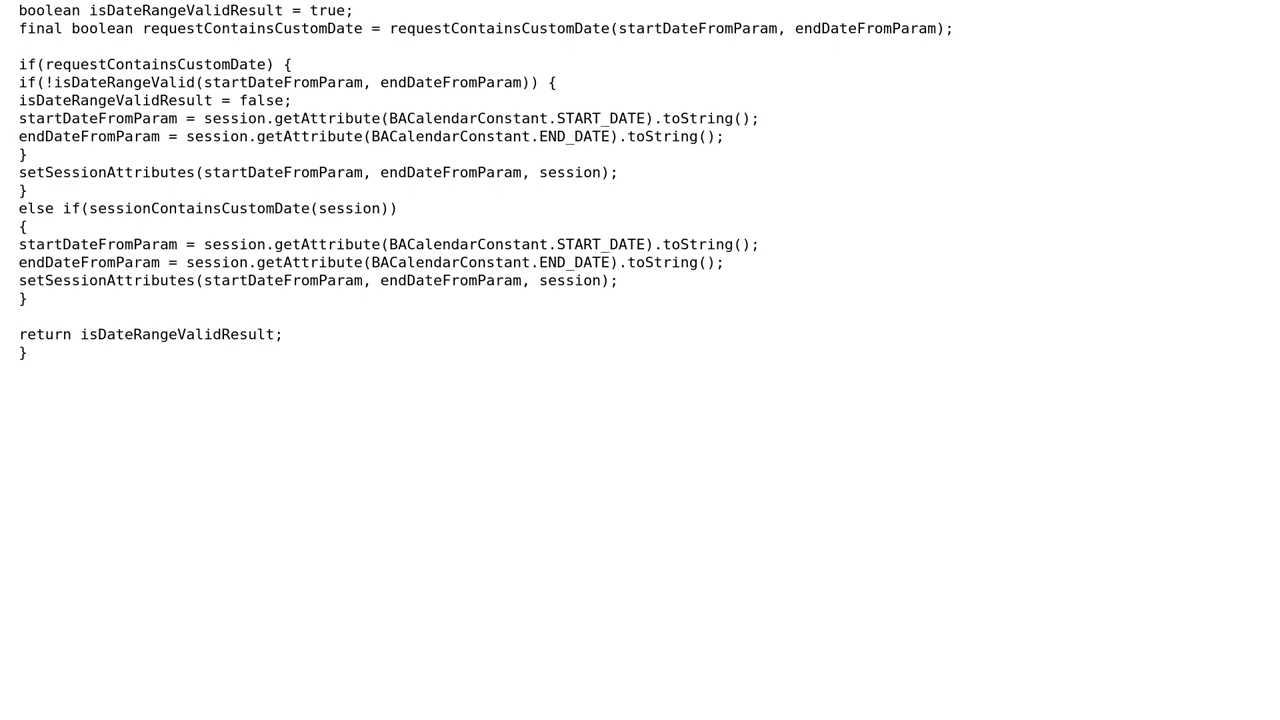 boolean isDateRangeValidResult = true;
final boolean requestContainsCustomDate = requestContainsCustomDate(startDateFromParam, endDateFromParam);
if(requestContainsCustomDate) {
if(!isDateRangeValid(startDateFromParam, endDateFromParam)) {
isDateRangeValidResult = false;
startDateFromParam = session.getAttribute(BACalendarConstant.START_DATE).toString();
endDateFromParam = session.getAttribute(BACalendarConstant.END_DATE).toString();
}
setSessionAttributes(startDateFromParam, endDateFromParam, session);
}
else if(sessionContainsCustomDate(session))
{
startDateFromParam = session.getAttribute(BACalendarConstant.START_DATE).toString();
endDateFromParam = session.getAttribute(BACalendarConstant.END_DATE).toString();
setSessionAttributes(startDateFromParam, endDateFromParam, session);
}
return isDateRangeValidResult;
}